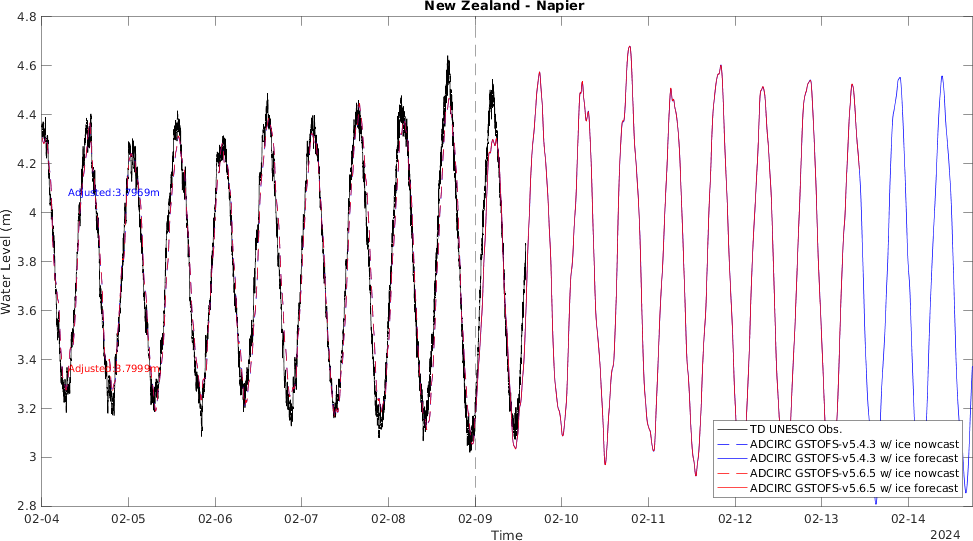 New Zealand - Napier
4.8
4.6
4.4
4.2
4
3.8
3.6
3.4
3.2
3
2.8
Water Level (m)
Adjusted:3.7959m
Adjusted:3.7999m
TD UNESCO Obs.
ADCIRC GSTOFS-v5.4.3 w/ ice nowcast
ADCIRC GSTOFS-v5.4.3 w/ ice forecast
ADCIRC GSTOFS-v5.6.5 w/ ice nowcast
ADCIRC GSTOFS-v5.6.5 w/ ice forecast
02-04 02-05 02-06 02-07 02-08 02-09 02-10 02-11 02-12 02-13 02-14
Time
2024